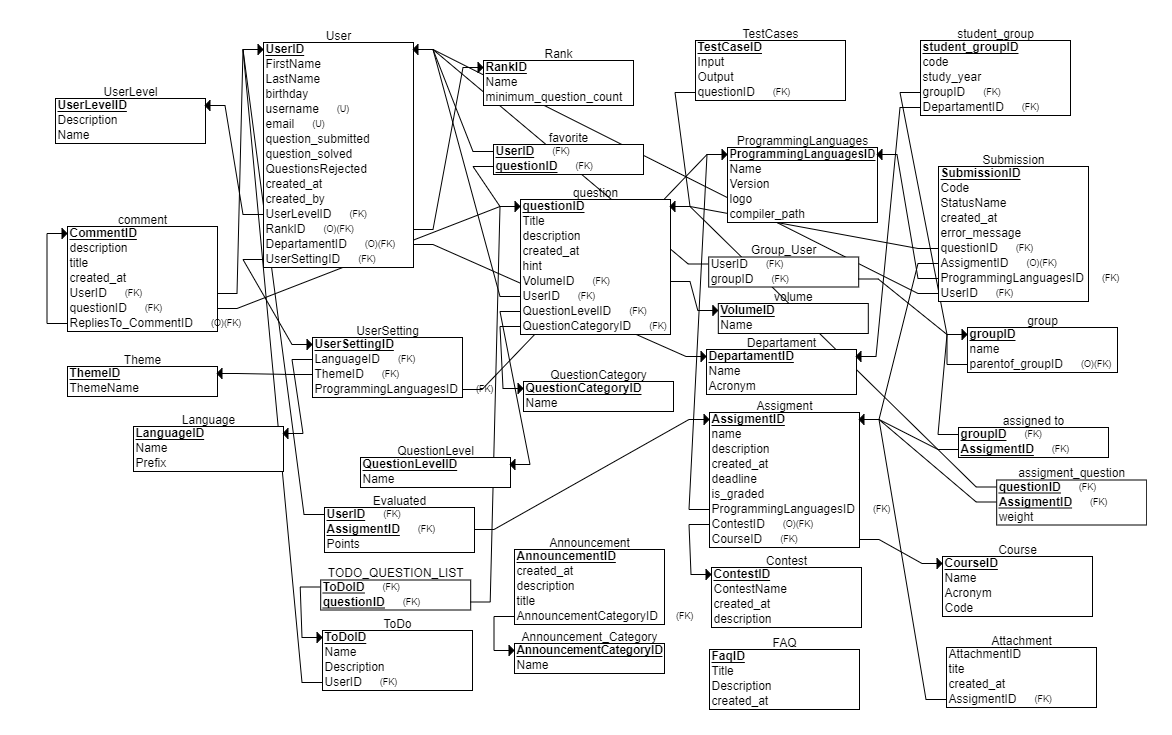 User
UserID
FirstName
LastName
birthday
username (U)
email (U)
question_submitted
question_solved
QuestionsRejected
created_at
created_by
UserLevelID (FK)
RankID (O)(FK)
DepartamentID (O)(FK)
UserSettingID (FK)
Rank
RankID
Name
minimum_question_count
TestCases
TestCaseID
Input
Output
questionID (FK)
student_group
student_groupID
code
study_year
groupID (FK)
DepartamentID (FK)
UserLevel
UserLevelID
Description
Name
favorite
UserID (FK)
questionID (FK)
ProgrammingLanguages
ProgrammingLanguagesID
Name
Version
logo
compiler_path
Submission
SubmissionID
Code
StatusName
created_at
error_message
questionID (FK)
AssigmentID (O)(FK)
ProgrammingLanguagesID (FK)
UserID (FK)
comment
CommentID
description
title
created_at
UserID (FK)
questionID (FK)
RepliesTo_CommentID (O)(FK)
question
questionID
Title
description
created_at
hint
VolumeID (FK)
UserID (FK)
QuestionLevelID (FK)
QuestionCategoryID (FK)
Group_User
UserID (FK)
groupID (FK)
volume
VolumeID
Name
group
groupID
name
parentof_groupID (O)(FK)
UserSetting
UserSettingID
LanguageID (FK)
ThemeID (FK)
ProgrammingLanguagesID (FK)
Departament
DepartamentID
Name
Acronym
Theme
ThemeID
ThemeName
QuestionCategory
QuestionCategoryID
Name
Assigment
AssigmentID
name
description
created_at
deadline
is_graded
ProgrammingLanguagesID (FK)
ContestID (O)(FK)
CourseID (FK)
assigned to
groupID (FK)
AssigmentID (FK)
Language
LanguageID
Name
Prefix
QuestionLevel
QuestionLevelID
Name
assigment_question
questionID (FK)
AssigmentID (FK)
weight
Evaluated
UserID (FK)
AssigmentID (FK)
Points
Announcement
AnnouncementID
created_at
description
title
AnnouncementCategoryID (FK)
Contest
ContestID
ContestName
created_at
description
Course
CourseID
Name
Acronym
Code
TODO_QUESTION_LIST
ToDoID (FK)
questionID (FK)
ToDo
ToDoID
Name
Description
UserID (FK)
Announcement_Category
AnnouncementCategoryID
Name
FAQ
FaqID
Title
Description
created_at
Attachment
AttachmentID
tite
created_at
AssigmentID (FK)